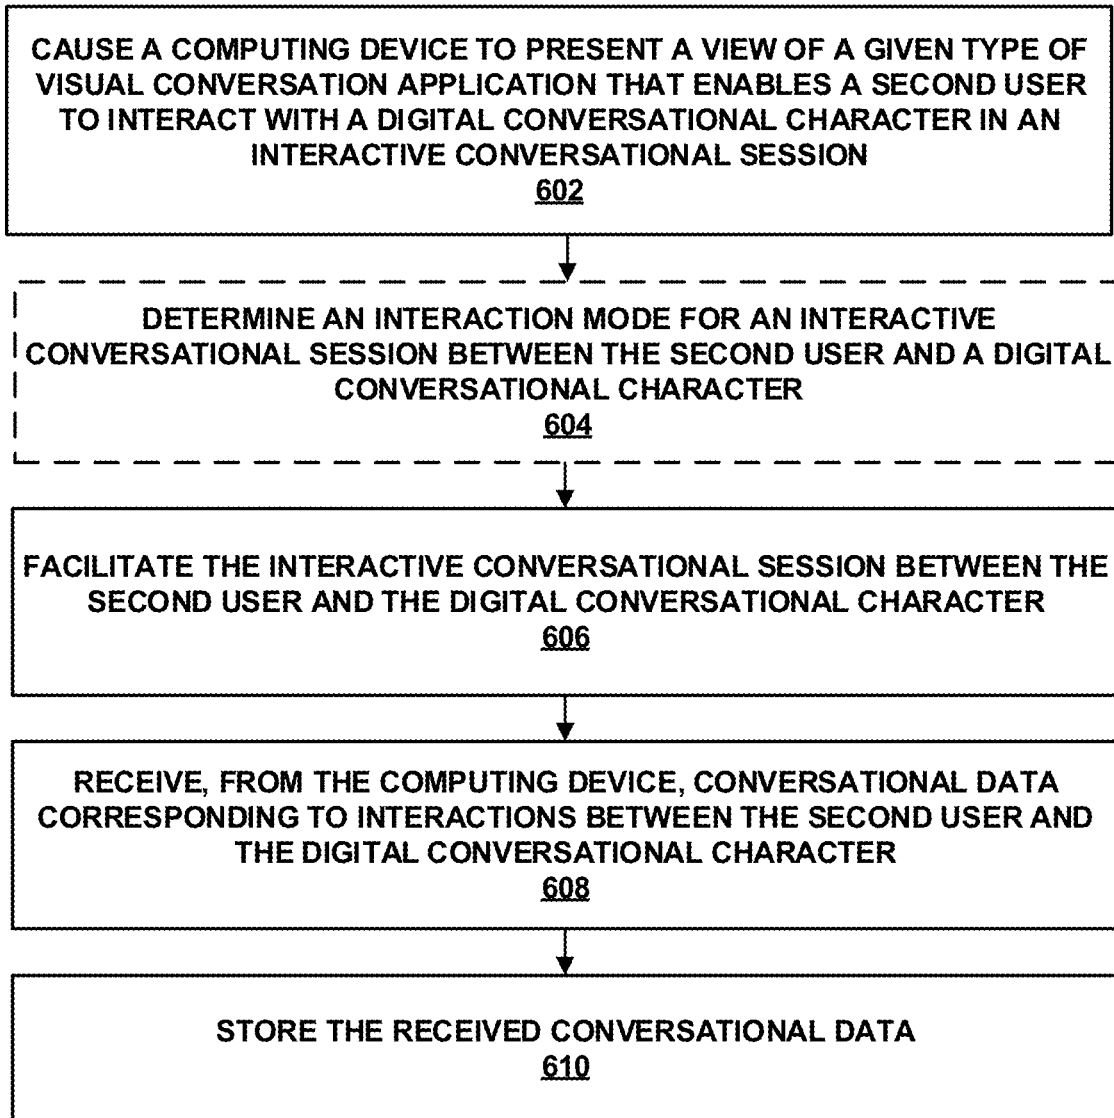 CAUSE A COMPUTING DEVICE TO PRESENT A VIEW OF A GIVEN TYPE OF
VISUAL CONVERSATION APPLICATION THAT ENABLES A SECOND USER
TO INTERACT WITH A DIGITAL CONVERSATIONAL CHARACTER IN AN
INTERACTIVE CONVERSATIONAL SESSION
602
DETERMINE AN INTERACTION MODE FOR AN INTERACTIVE
CONVERSATIONAL SESSION BETWEEN THE SECOND USER AND A DIGITAL
CONVERSATIONAL CHARACTER
604
FACILITATE THE INTERACTIVE CONVERSATIONAL SESSION BETWEEN THE
SECOND USER AND THE DIGITAL CONVERSATIONAL CHARACTER
606
RECEIVE, FROM THE COMPUTING DEVICE, CONVERSATIONAL DATA
CORRESPONDING TO INTERACTIONS BETWEEN THE SECOND USER AND
THE DIGITAL CONVERSATIONAL CHARACTER
608
STORE THE RECEIVED CONVERSATIONAL DATA
610